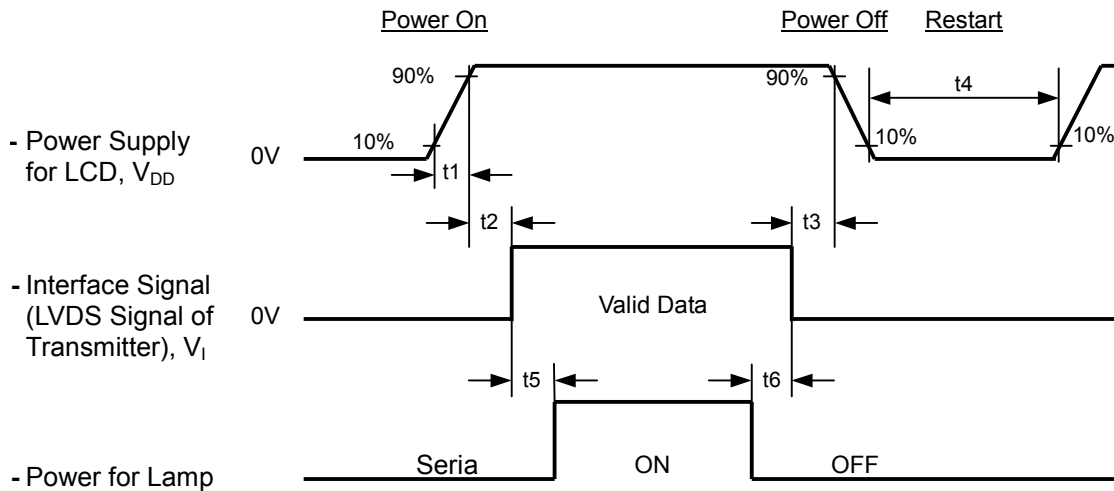 Power On
Power Off
Restart
90%
90%
t4
- Power Supply
for LCD, VDD
0V
10%
10%
10%
t1
t2
t3
- Interface Signal
(LVDS Signal of
Transmitter), VI
0V
Valid Data
t5
t6
- Power for Lamp
Seria
ON
OFF